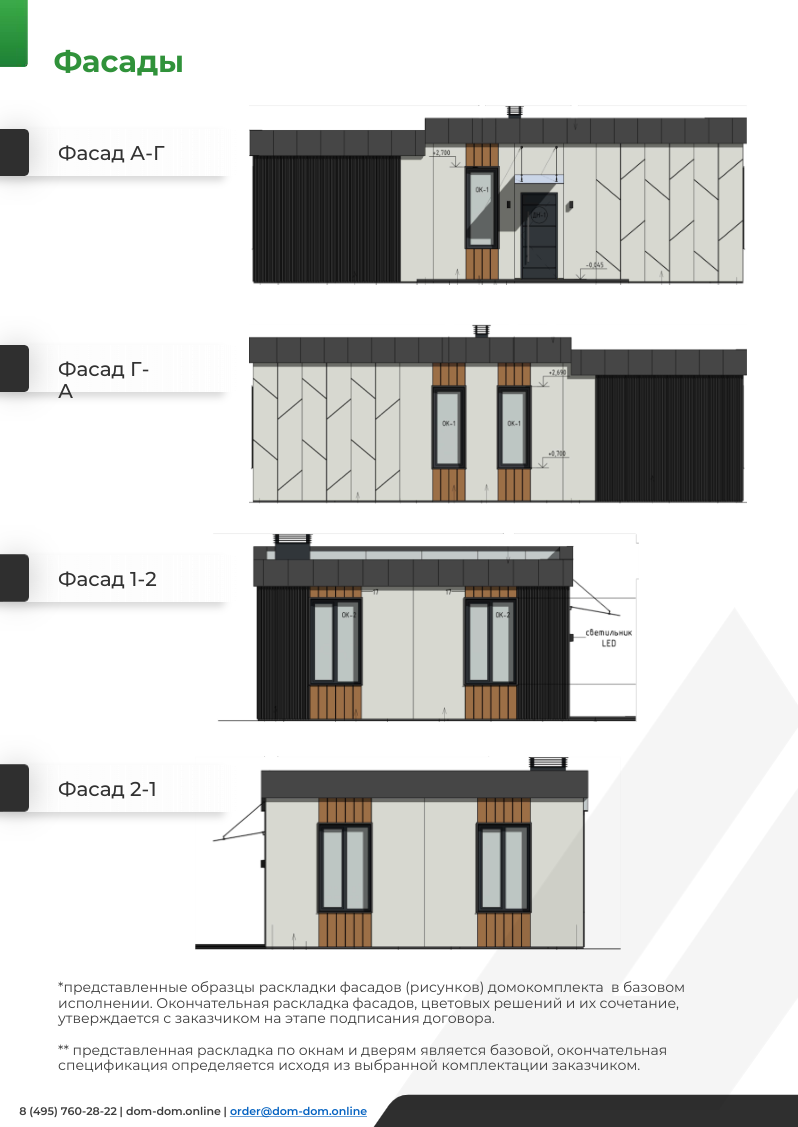 Фасады
Фасад А-Г
+2,700
ОК-1
-0,045
Фасад Г-
А
+2,690
ОК-1
ОК-1
+0,700
Фасад 1-2
ОК-2
ОК-2
светильник
LED
Фасад 2-1
*представленные образцы раскладки фасадов (рисунков) домокомплекта в базовом
исполнении. Окончательная раскладка фасадов, цветовых решений и их сочетание,
утверждается с заказчиком на этапе подписания договора.
** представленная раскладка по окнам и дверям является базовой, окончательная
спецификация определяется исходя из выбранной комплектации заказчиком.
8 (495) 760-28-22 | dom-dom.online | order@dom-dom.online